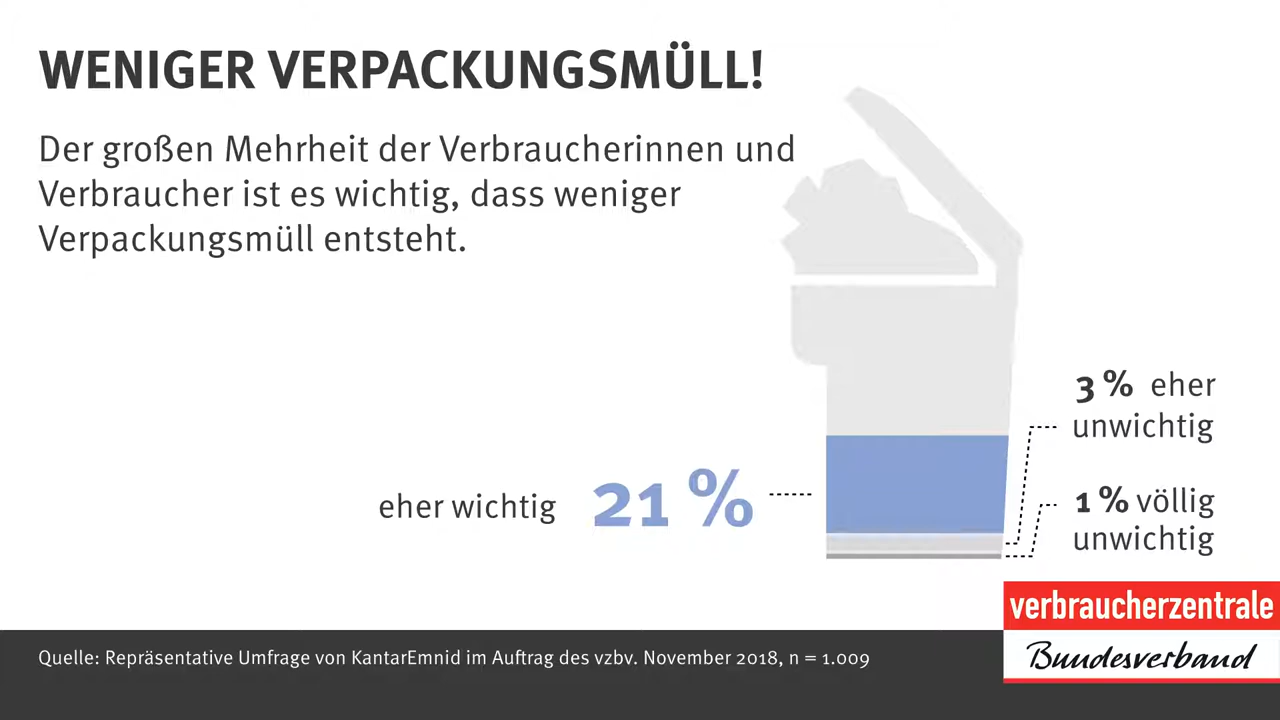 WENIGER VERPACKUNGSMÜLL!
Der großen Mehrheit der Verbraucherinnen und
Verbraucher ist es wichtig, dass weniger
Verpackungsmüll entsteht.
3 % eher
unwichtig
eher wichtig 21 %
1 % völlig
unwichtig
verbraucherzentrale
Bundesverband
Quelle: Repräsentative Umfrage von KantarEmnid im Auftrag des vzbv. November 2018, n = 1.009